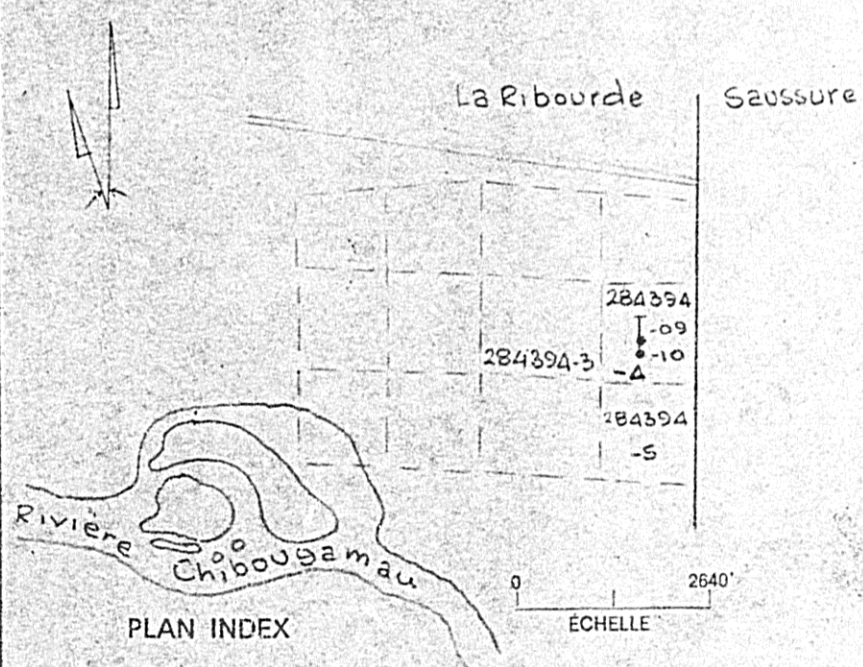 La Ribourde Saussure
284394
-09
-10
284394-3 -4
284394
-5
Rivière Chibougamau
0 2640'
PLAN INDEX ÉCHELLE